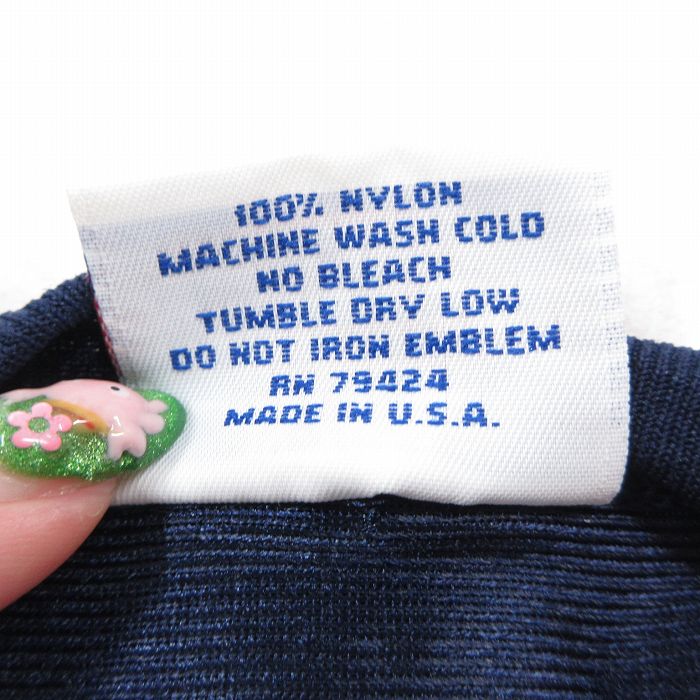 100% NYLON
MACHINE WASH COLD
NO BLEACH
TUMBLE DRY LOW
DO NOT IRON EMBLEM
RN 79424
MADE IN U.S.A.